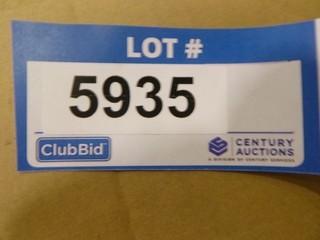 LOT #
5935
ClubBid
CENTURY
AUCTIONS
A DIVISION OF CENTURY SERVICES